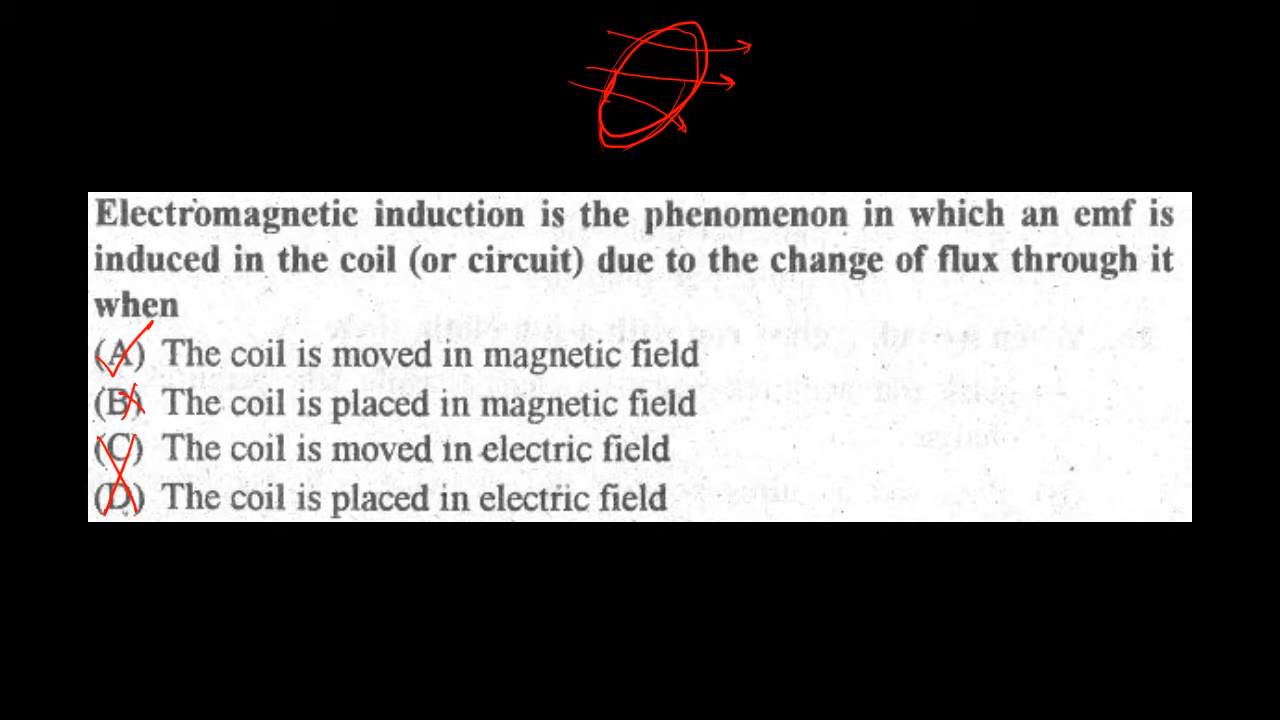 Electromagnetic induction is the phenomenon in which an emf is
induced in the coil (or circuit) due to the change of flux through it
when
(A) The coil is moved in magnetic field
(B) The coil is placed in magnetic field
(C) The coil is moved in electric field
(D) The coil is placed in electric field